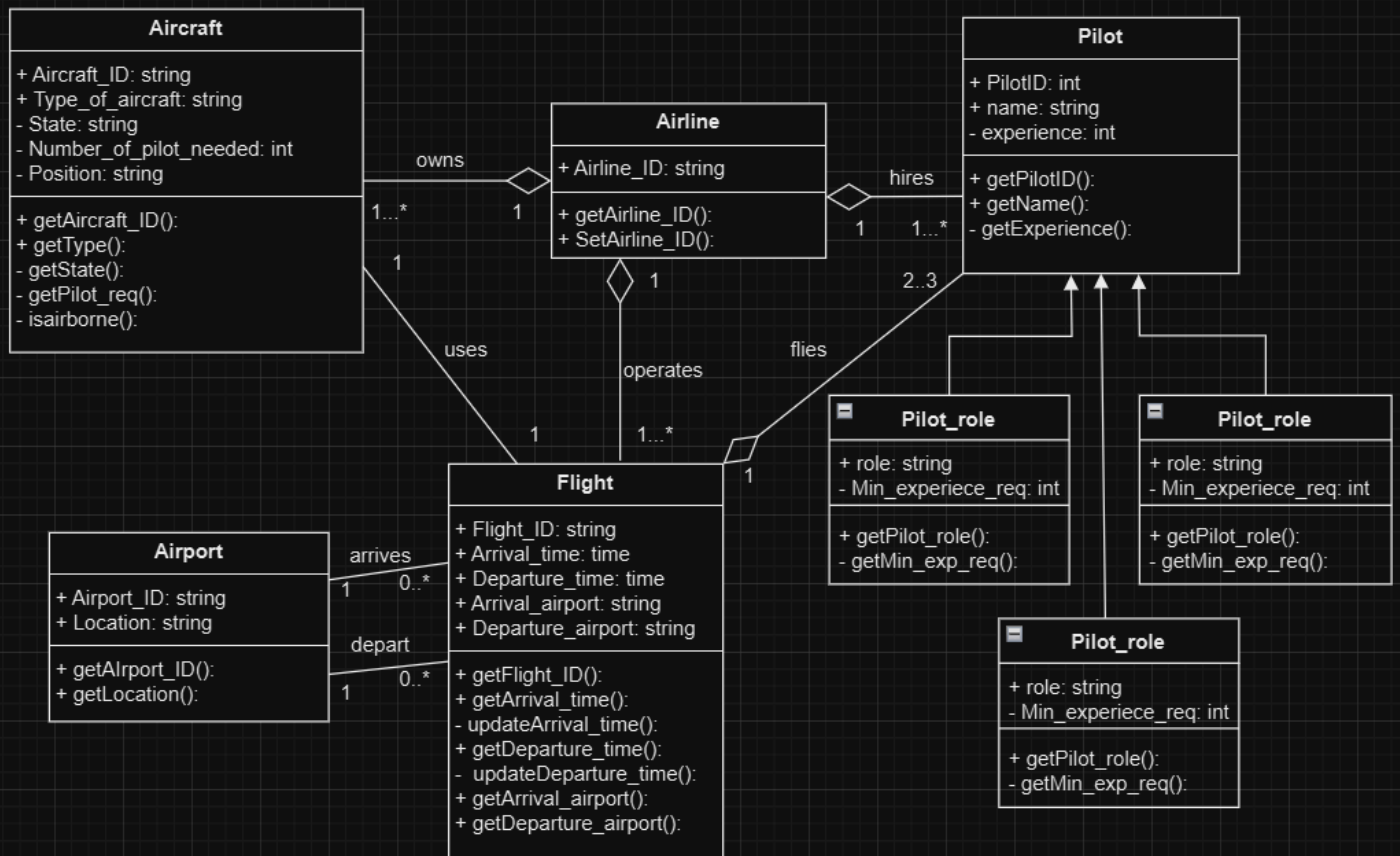 Aircraft
+ Aircraft_ID: string
+ Type_of_aircraft: string
- State: string
- Number_of_pilot_needed: int
- Position: string
+ getAircraft_ID():
+ getType():
- getState():
- getPilot_req():
- isairborne():
owns
1...*
1
Airline
+ Airline_ID: string
+ getAirline_ID():
+ SetAirline_ID():
hires
1
1...*
Pilot
+ PilotID: int
+ name: string
- experience: int
+ getPilotID():
+ getName():
- getExperience():
1
uses
1
1
operates
1...*
2..3
flies
1
Pilot_role
+ role: string
- Min_experiece_req: int
+ getPilot_role():
- getMin_exp_req():
Pilot_role
+ role: string
- Min_experiece_req: int
+ getPilot_role():
- getMin_exp_req():
Pilot_role
+ role: string
- Min_experiece_req: int
+ getPilot_role():
- getMin_exp_req():
Airport
+ Airport_ID: string
+ Location: string
+ getAIrport_ID():
+ getLocation():
arrives
1
0..*
depart
1
0..*
Flight
+ Flight_ID: string
+ Arrival_time: time
+ Departure_time: time
+ Arrival_airport: string
+ Departure_airport: string
+ getFlight_ID():
+ getArrival_time():
- updateArrival_time():
+ getDeparture_time():
- updateDeparture_time():
+ getArrival_airport():
+ getDeparture_airport():